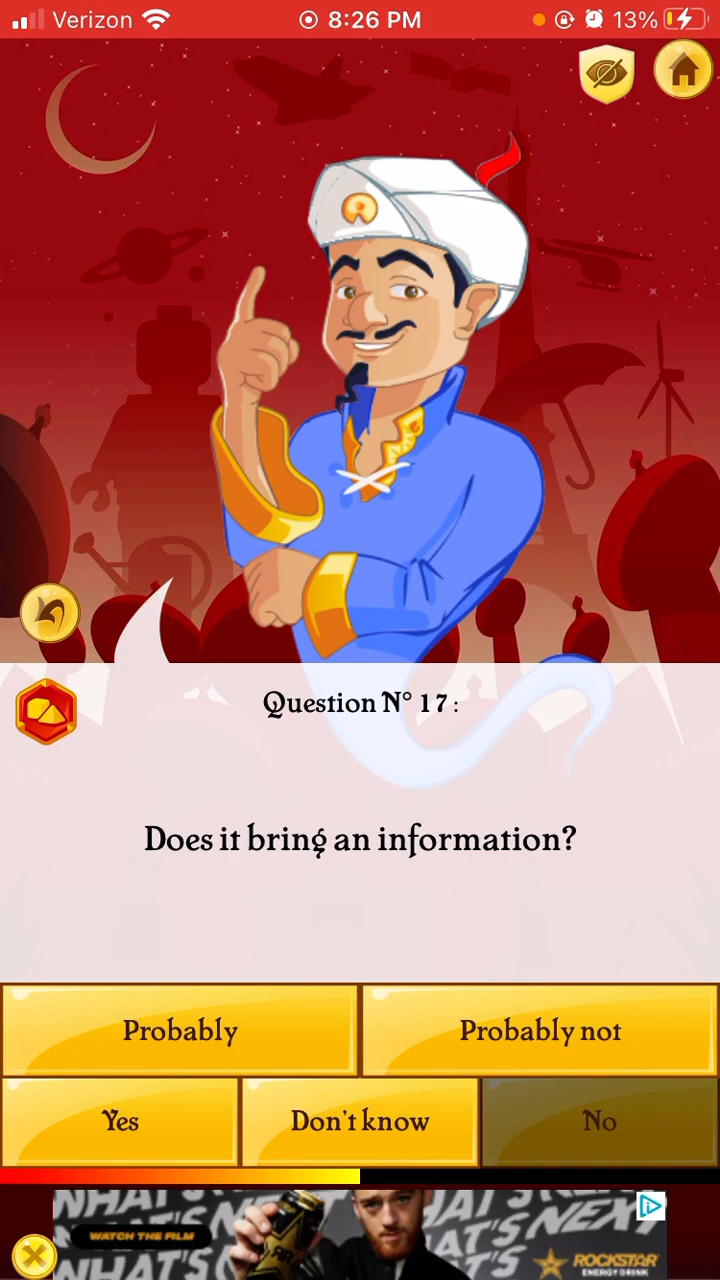 Verizon 8:26 PM 13%
Question N° 17 :
Does it bring an information?
Probably
Probably not
Yes
Don't know
No
WHAT'S NEXT
WATCH THE FILM
ROCKSTAR
ENERGY DRINK